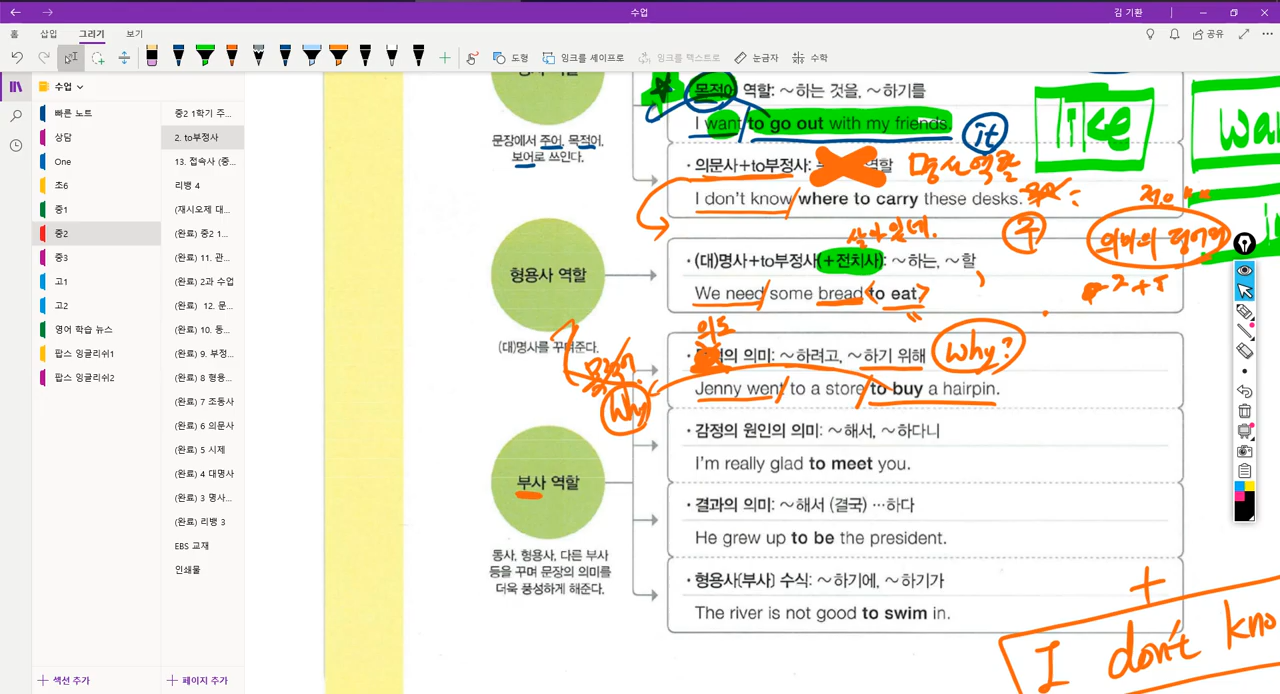 수업
김 기환
홈 삽입 그리기 보기
공유
도형 잉크를 셰이프로 잉크를 텍스트로 눈금자 수학
수업
빠른 노트
상담
One
초6
중1
중2
중3
고1
고2
영어 학습 뉴스
팝스 잉글리쉬1
팝스 잉글리쉬2
섹션 추가
중2 1학기 주...
2. to부정사
13. 접속사 (중...
리뱅 4
(재시오제 대...
(완료) 중2 1...
(완료) 11. 관...
(완료) 2과 수업
(완료) 12. 문...
(완료) 10. 동...
(완료) 9. 부정...
(완료) 8 형용...
(완료) 7 조동사
(완료) 6 의문사
(완료) 5 시제
(완료) 4 대명사
(완료) 3 명사...
(완료) 리뱅 3
EBS 교재
인쇄물
페이지 추가
문장에서 주어, 목적어,
보어로 쓰인다.
목적어 역할: ~하는 것을, ~하기를
I want to go out with my friends.
it
like
· 의문사+to부정사:
역할
명사역할
I don't know where to carry these desks.
주
형용사 역할
(대)명사를 꾸며준다.
살아있네.
· (대)명사+to부정사(+전치사): ~하는, ~할
We need some bread to eat.
의도
의 의미: ~하려고, ~하기 위해
Why?
Jenny went to a store to buy a hairpin.
Why
부사 역할
동사, 형용사, 다른 부사
등을 꾸며 문장의 의미를
더욱 풍성하게 해준다.
· 감정의 원인의 의미: ~해서, ~하다니
I'm really glad to meet you.
· 결과의 의미: ~해서 (결국) …하다
He grew up to be the president.
· 형용사(부사) 수식: ~하기에, ~하기가
The river is not good to swim in.
+
I don't kno